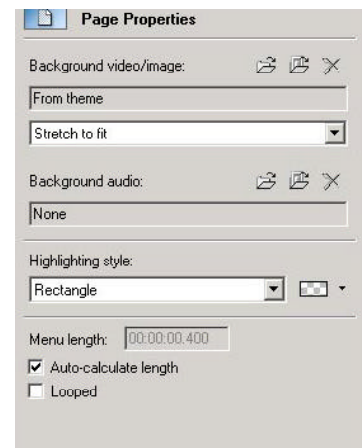 Page Properties
Background video/image:
From theme
Stretch to fit
Background audio:
None
Highlighting style:
Rectangle
Menu length: 00:00:00.400
Auto-calculate length
Looped